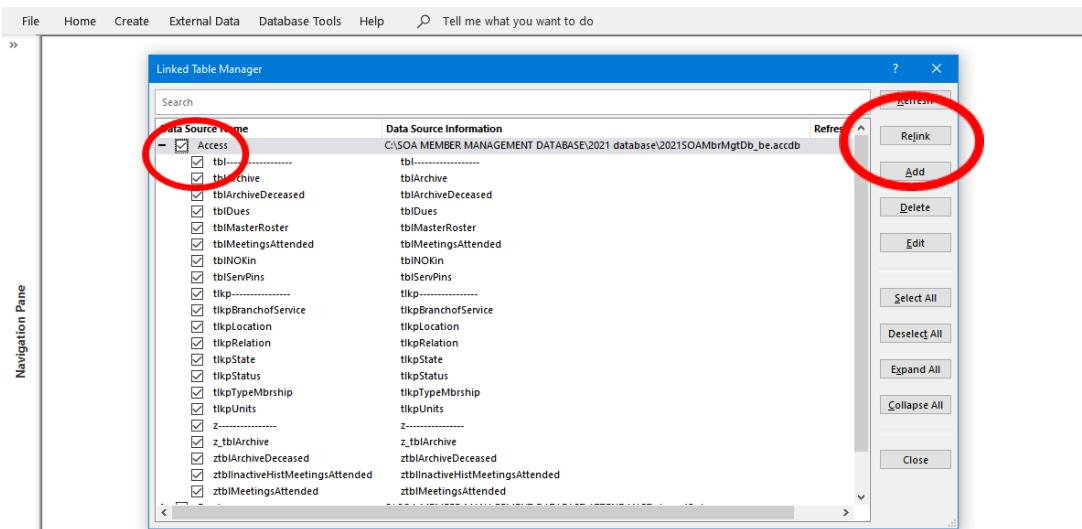 File Home Create External Data Database Tools Help Tell me what you want to do
»
Linked Table Manager ? ×
Search
Refresh
Data Source Name Data Source Information Refres
Access C:\SOA MEMBER MANAGEMENT DATABASE\2021 database\2021SOAMbrMgtDb_be.accdb
Relink
tbl------------------ tbl------------------
tblArchive tblArchive
Add
tblArchiveDeceased tblArchiveDeceased
tblDues tblDues
Delete
tblMasterRoster tblMasterRoster
tblMeetingsAttended tblMeetingsAttended
Edit
tblNOKin tblNOKin
tblServPins tblServPins
tlkp---------------- tlkp----------------
Select All
tlkpBranchofService tlkpBranchofService
tlkpLocation tlkpLocation
Deselect All
tlkpRelation tlkpRelation
tlkpState tlkpState
tlkpStatus tlkpStatus
Expand All
tlkpTypeMbrship tlkpTypeMbrship
tlkpUnits tlkpUnits
Collapse All
z---------------- z----------------
z_tblArchive z_tblArchive
ztblArchiveDeceased ztblArchiveDeceased
Close
ztblInactiveHistMeetingsAttended ztblInactiveHistMeetingsAttended
ztblMeetingsAttended ztblMeetingsAttended
Navigation Pane